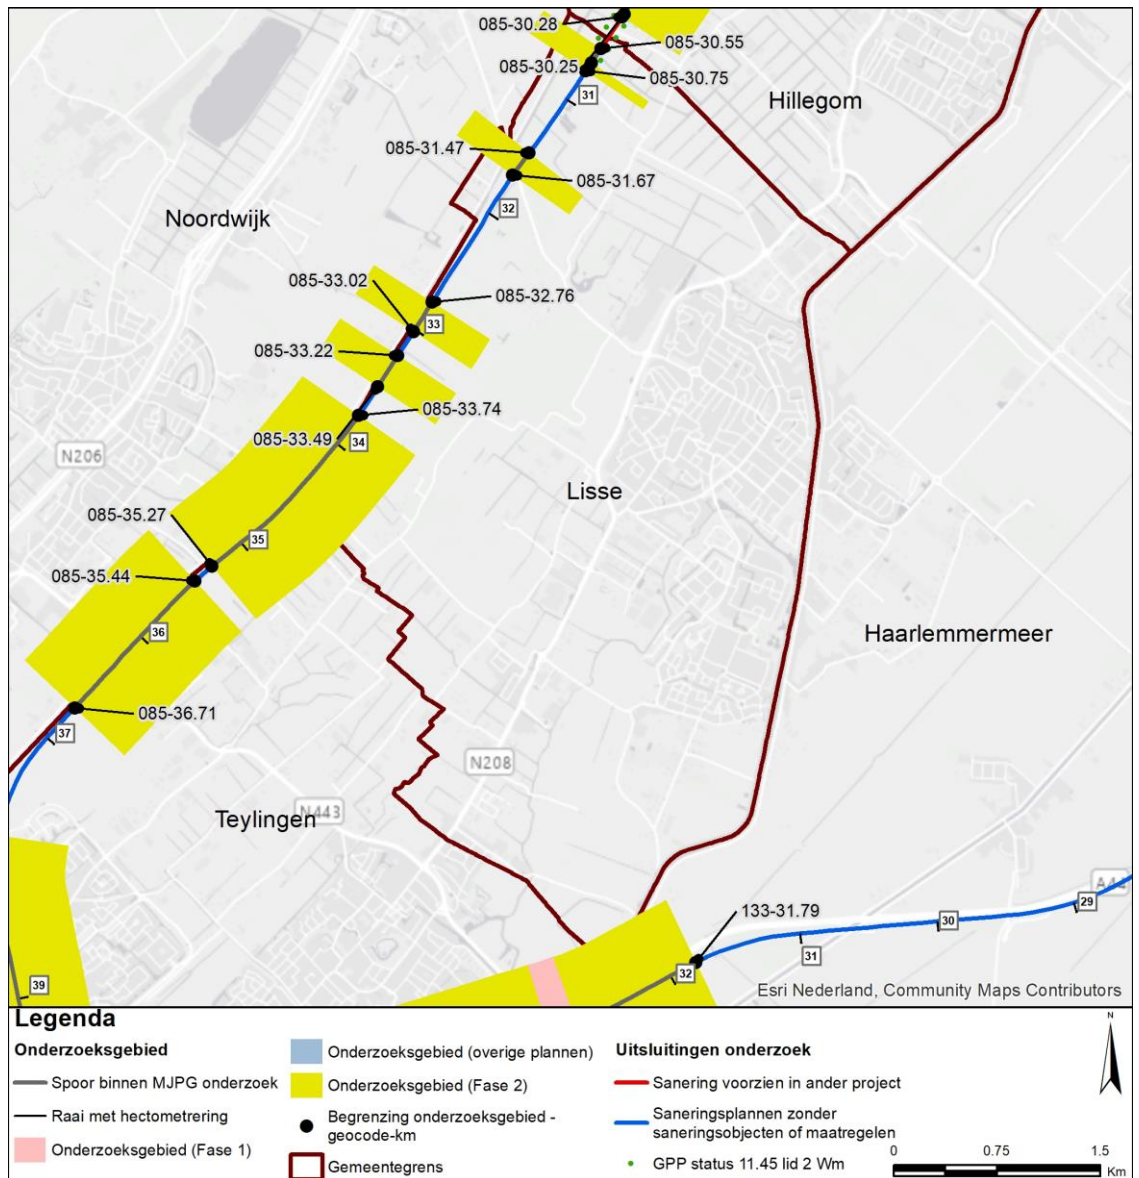 085-30.28
085-30.55
085-30.25
085-30.75
31
Hillegom
085-31.47
085-31.67
32
Noordwijk
085-33.02
085-32.76
33
085-33.22
085-33.74
085-33.49
34
N206
Lisse
085-35.27
35
085-35.44
36
Haarlemmermeer
085-36.71
37
N208
N443
Teylingen
A44
133-31.79
29
30
31
32
39
Esri Nederland, Community Maps Contributors
Legenda
Onderzoeksgebied
Spoor binnen MJPG onderzoek
Raai met hectometrering
Onderzoeksgebied (Fase 1)
Onderzoeksgebied (overige plannen)
Onderzoeksgebied (Fase 2)
Begrenzing onderzoeksgebied -
geocode-km
Gemeentegrens
Uitsluitingen onderzoek
Sanering voorzien in ander project
Saneringsplannen zonder
saneringsobjecten of maatregelen
GPP status 11.45 lid 2 Wm
N
0 0.75 1.5
Km